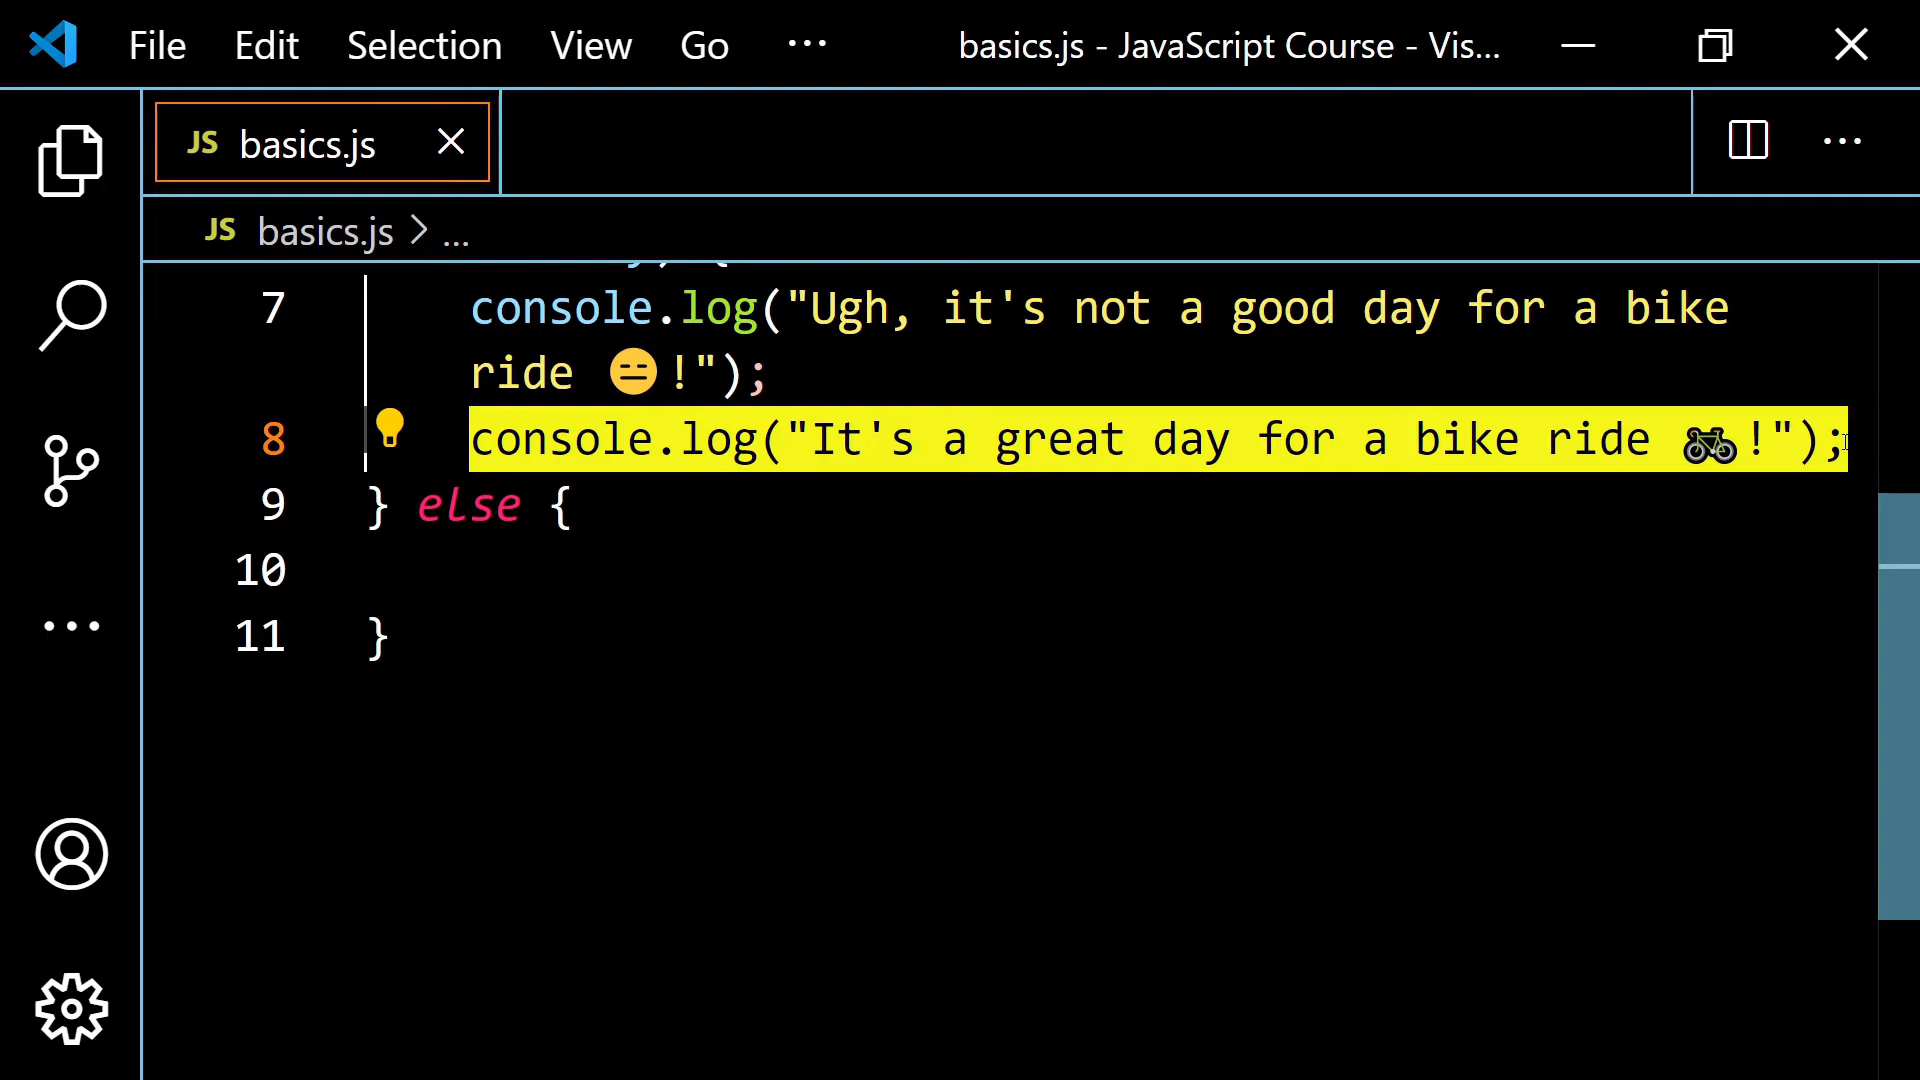 File Edit Selection View Go ··· basics.js - JavaScript Course - Vis...
JS basics.js
JS basics.js > ...
7 console.log("Ugh, it's not a good day for a bike
ride 😑!");
8 console.log("It's a great day for a bike ride 🚲!");
9 } else {
10
11 }